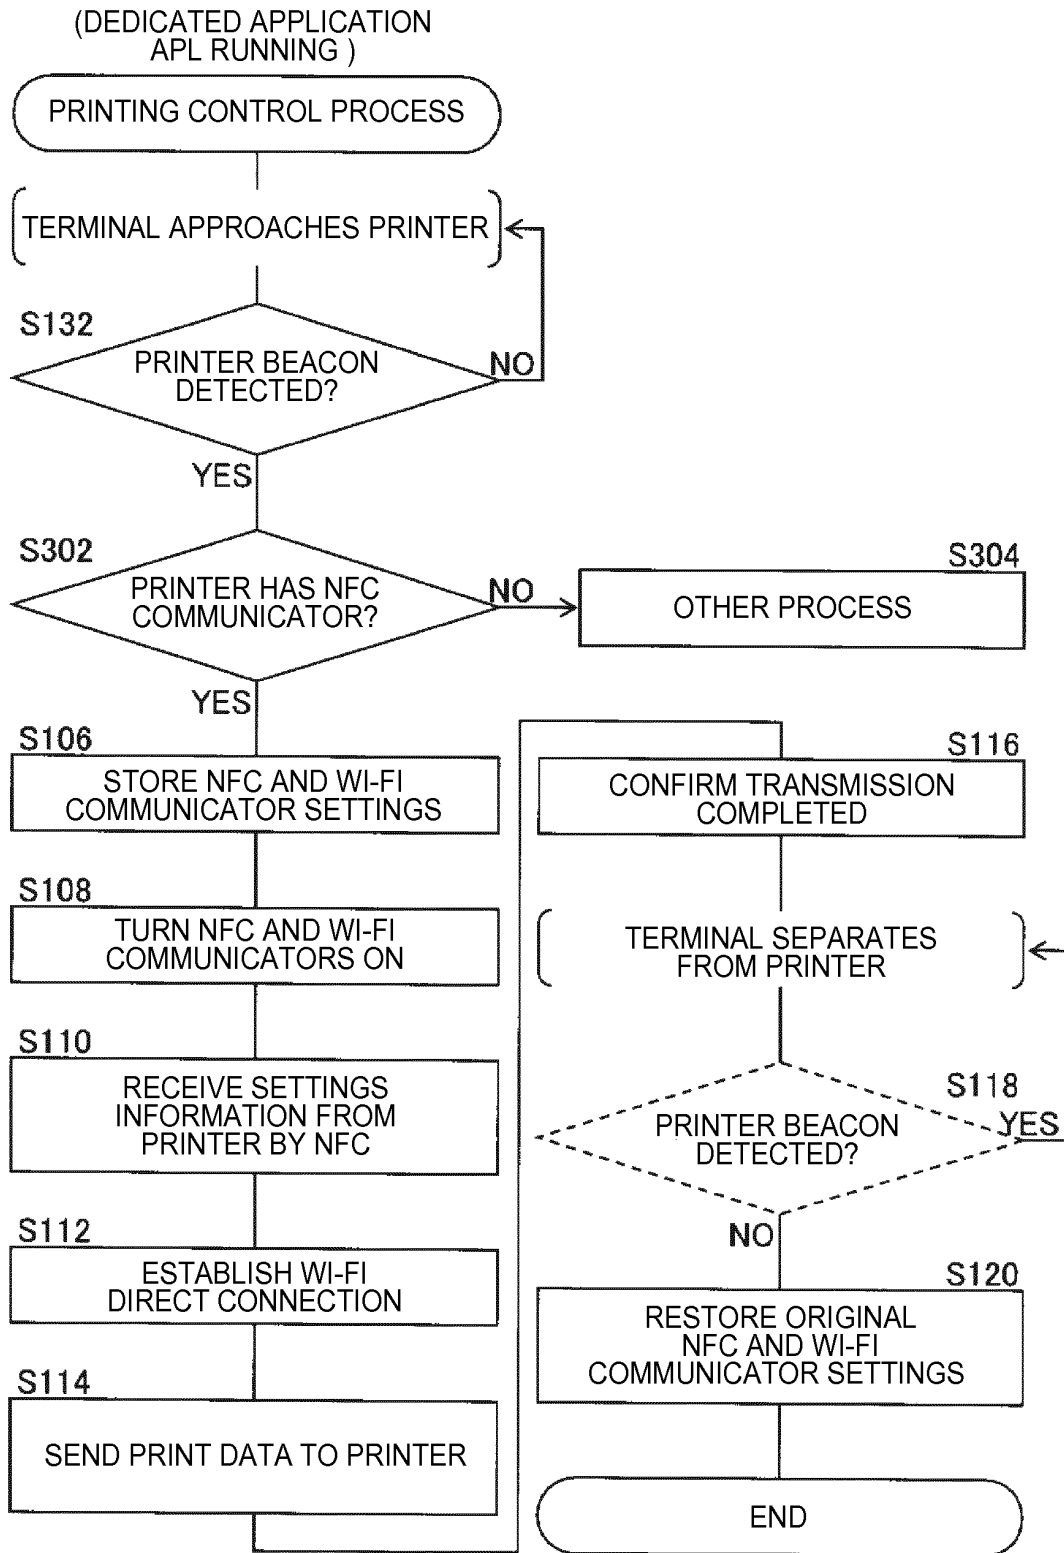 (DEDICATED APPLICATION
APL RUNNING )
PRINTING CONTROL PROCESS
TERMINAL APPROACHES PRINTER
S132
PRINTER BEACON
DETECTED?
NO
YES
S302
PRINTER HAS NFC
COMMUNICATOR?
NO
S304
OTHER PROCESS
YES
S106
STORE NFC AND WI-FI
COMMUNICATOR SETTINGS
S108
TURN NFC AND WI-FI
COMMUNICATORS ON
S110
RECEIVE SETTINGS
INFORMATION FROM
PRINTER BY NFC
S112
ESTABLISH WI-FI
DIRECT CONNECTION
S114
SEND PRINT DATA TO PRINTER
S116
CONFIRM TRANSMISSION
COMPLETED
TERMINAL SEPARATES
FROM PRINTER
S118
PRINTER BEACON
DETECTED?
YES
NO
S120
RESTORE ORIGINAL
NFC AND WI-FI
COMMUNICATOR SETTINGS
END